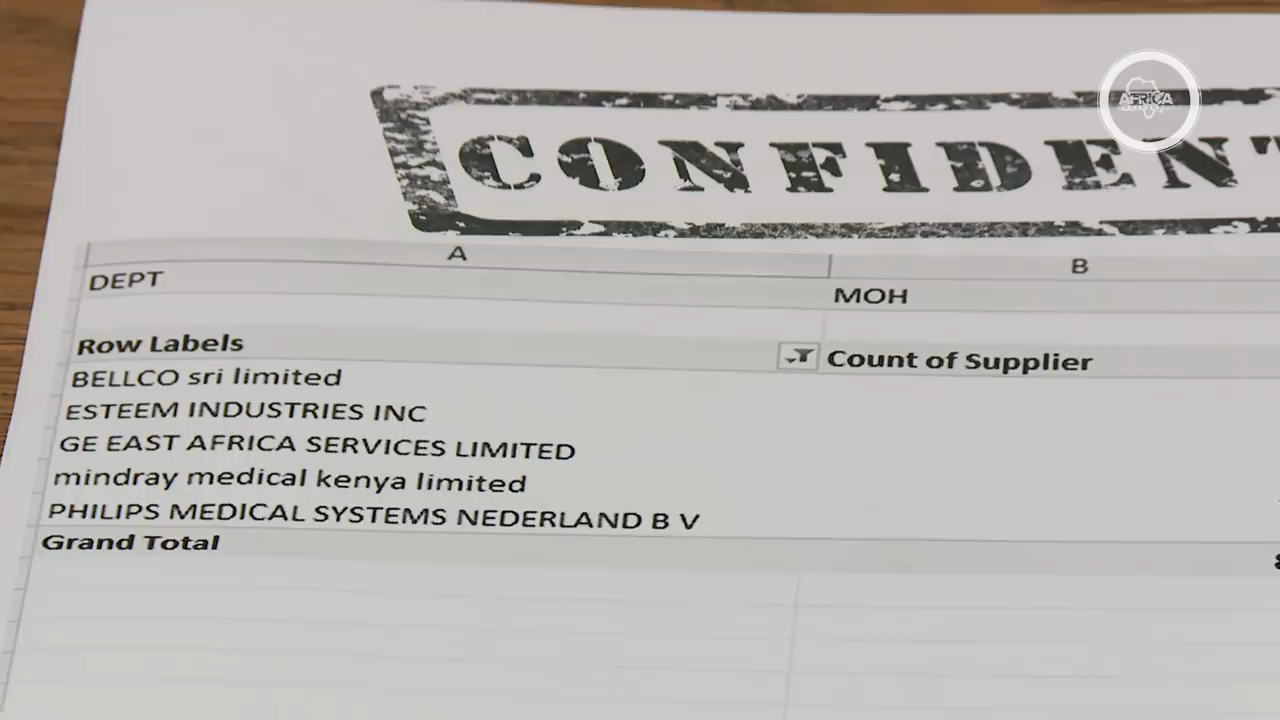 AFRICA
CONFIDENT
A B
DEPT MOH
Row Labels Count of Supplier
BELLCO sri limited
ESTEEM INDUSTRIES INC
GE EAST AFRICA SERVICES LIMITED
mindray medical kenya limited
PHILIPS MEDICAL SYSTEMS NEDERLAND B V
Grand Total